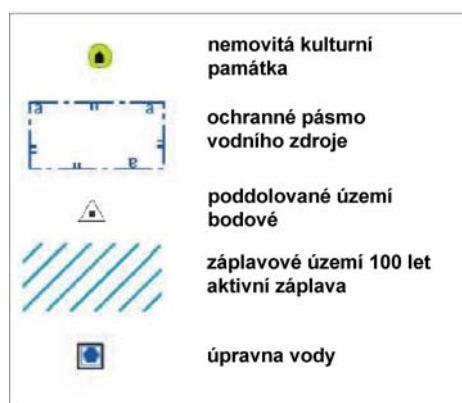 nemovitá kulturní
památka
a a
ochranné pásmo
vodního zdroje
a
poddolované území
bodové
záplavové území 100 let
aktivní záplava
úpravna vody